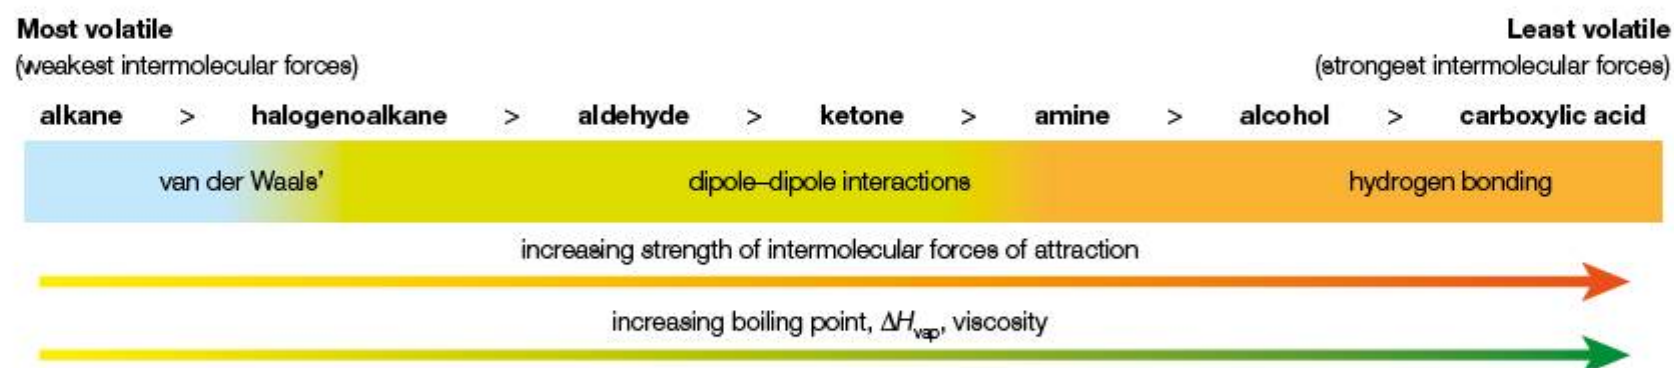 Most volatile
(weakest intermolecular forces)
Least volatile
(strongest intermolecular forces)
alkane > halogenoalkane > aldehyde > ketone > amine > alcohol > carboxylic acid
van der Waals’ dipole–dipole interactions hydrogen bonding
increasing strength of intermolecular forces of attraction
increasing boiling point, ΔHvap, viscosity